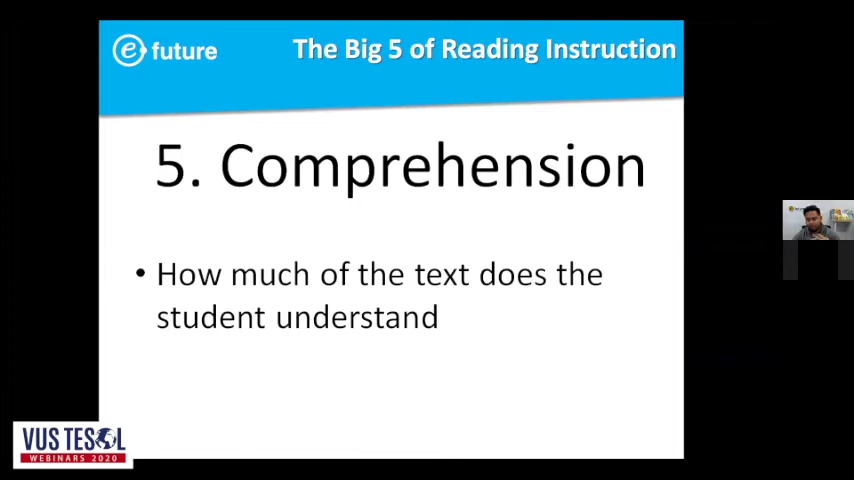 e future
The Big 5 of Reading Instruction
5. Comprehension
• How much of the text does the
student understand
VUS TESOL
WEBINARS 2020